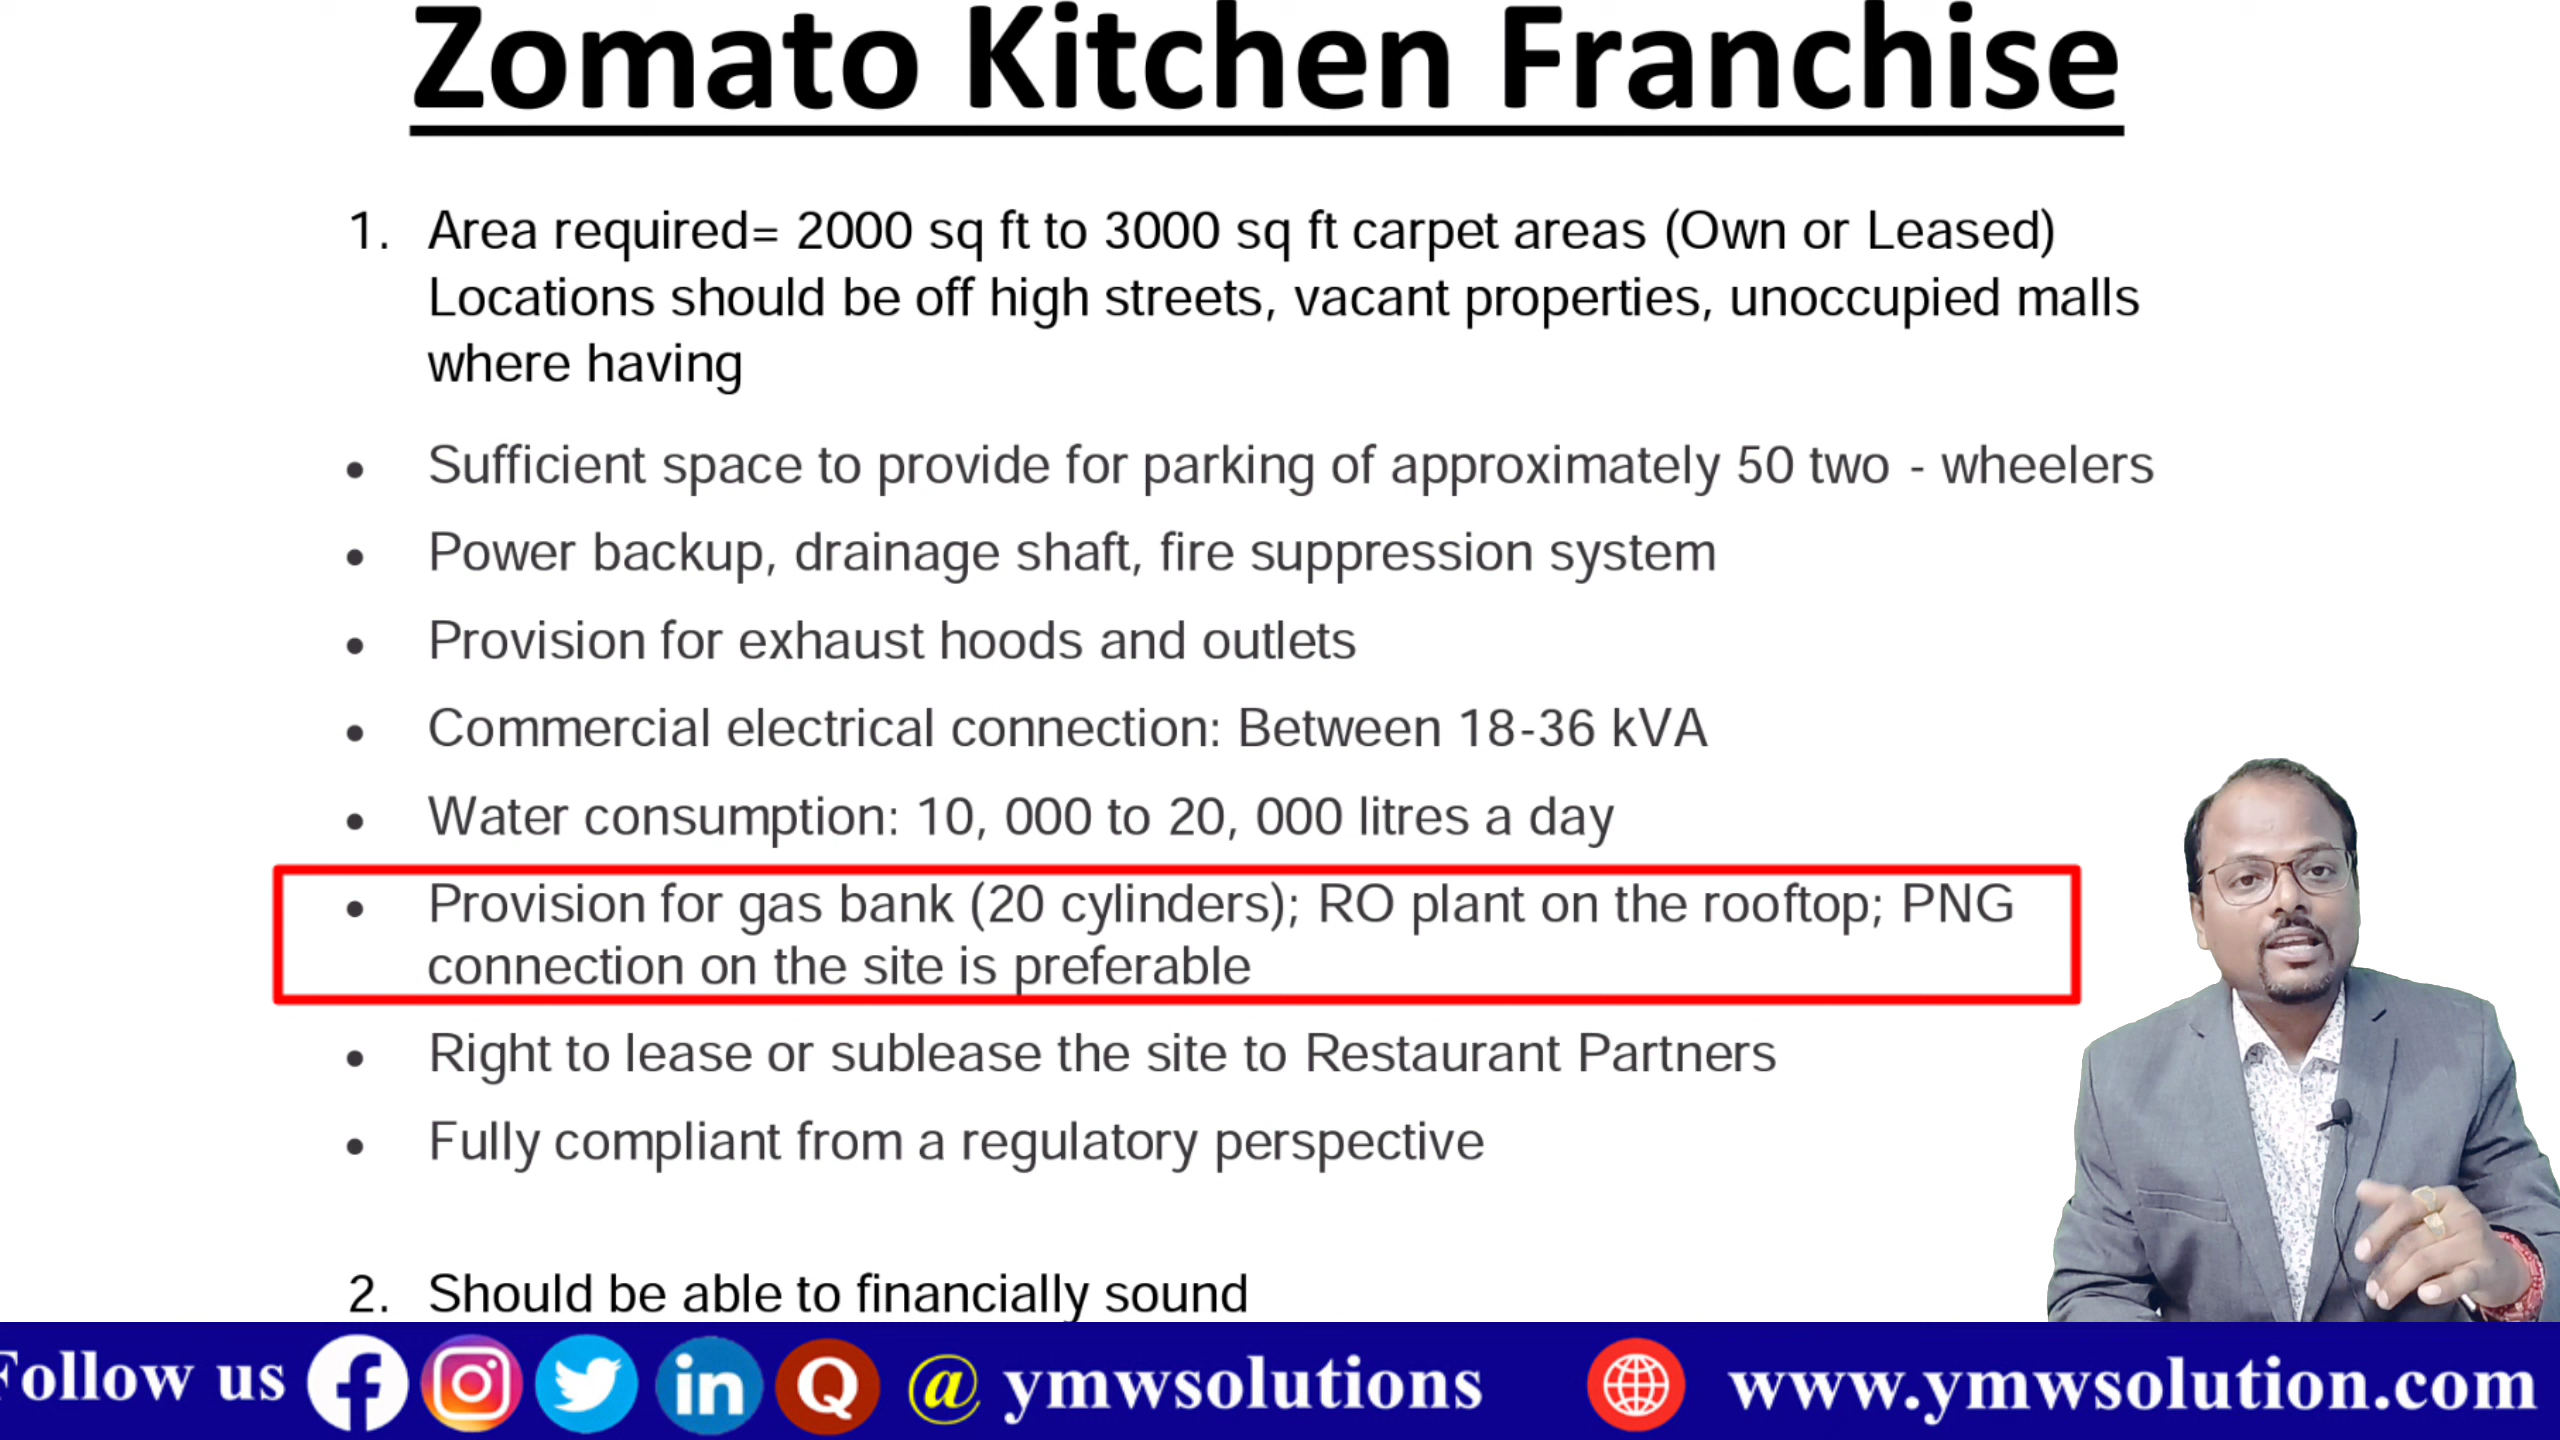 Zomato Kitchen Franchise
1. Area required= 2000 sq ft to 3000 sq ft carpet areas (Own or Leased)
Locations should be off high streets, vacant properties, unoccupied malls
where having
• Sufficient space to provide for parking of approximately 50 two - wheelers
• Power backup, drainage shaft, fire suppression system
• Provision for exhaust hoods and outlets
• Commercial electrical connection: Between 18-36 kVA
• Water consumption: 10, 000 to 20, 000 litres a day
• Provision for gas bank (20 cylinders); RO plant on the rooftop; PNG
connection on the site is preferable
• Right to lease or sublease the site to Restaurant Partners
• Fully compliant from a regulatory perspective
2. Should be able to financially sound
Follow us f in Q @ ymwsolutions www.ymwsolution.com